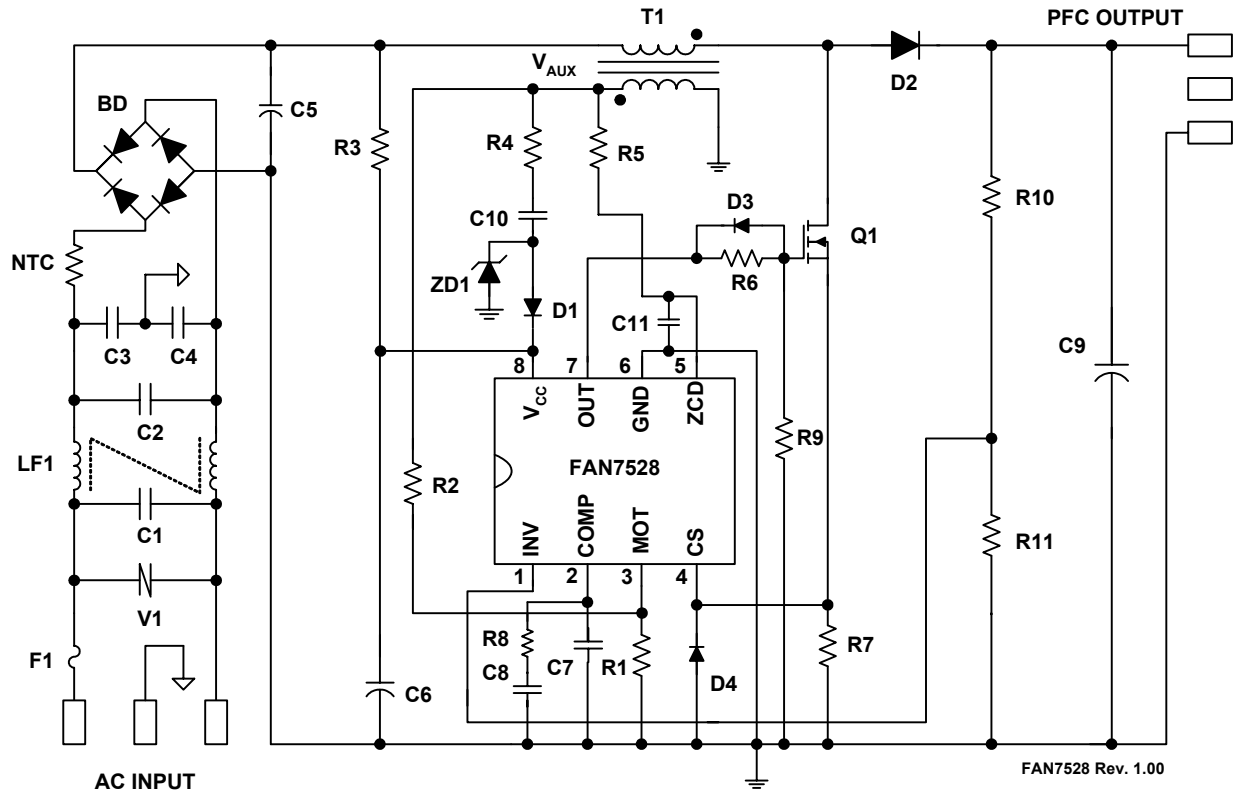 T1
PFC OUTPUT
V_AUX
D2
BD
C5
R3
R4
R5
R10
C10
D3
Q1
NTC
ZD1
R6
D1
C11
C3
C4
C9
8
7
6
5
V_CC
OUT
GND
ZCD
C2
R9
LF1
FAN7528
R2
C1
INV
COMP
MOT
CS
R11
1
2
3
4
V1
R8
R7
F1
C8
C7
R1
D4
C6
FAN7528 Rev. 1.00
AC INPUT